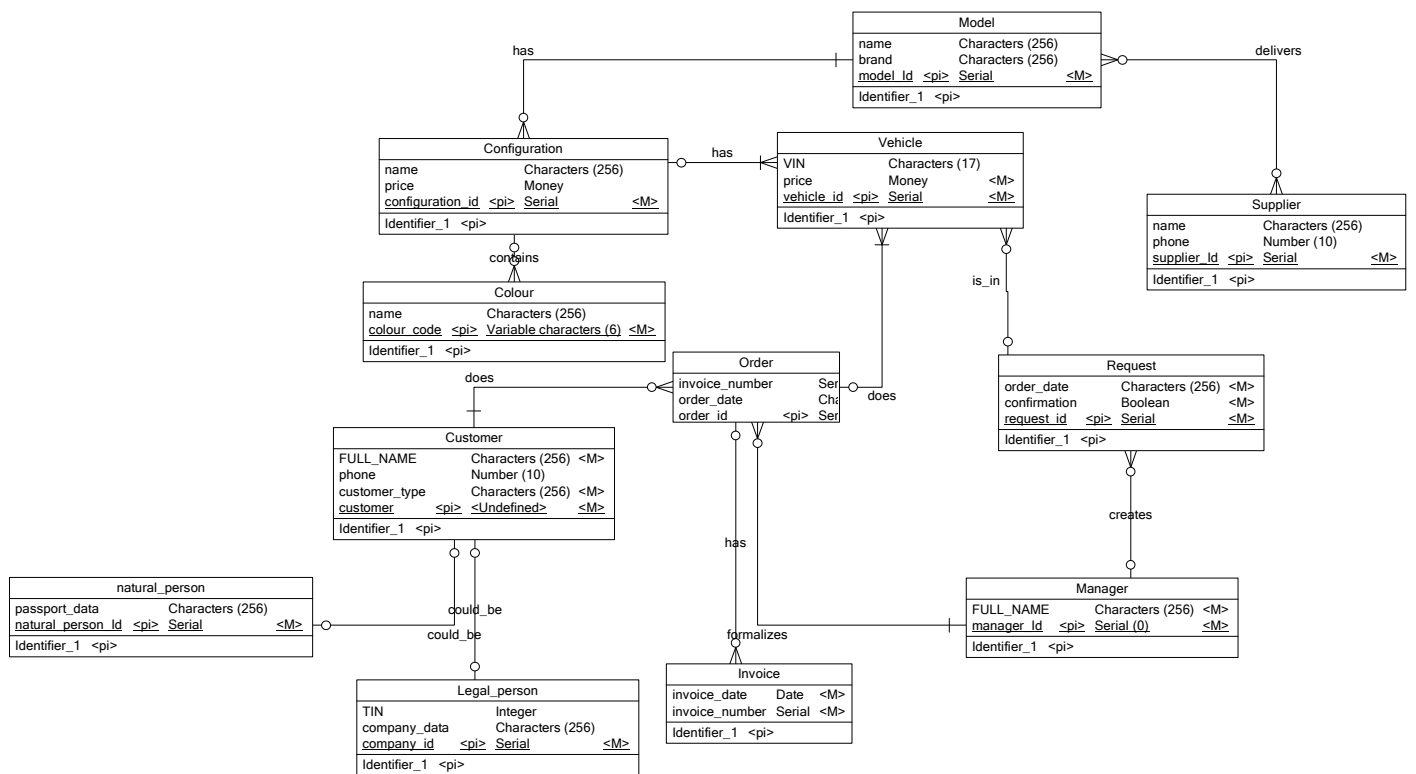 Model
name Characters (256)
brand Characters (256)
model_Id <pi> Serial <M>
Identifier_1 <pi>
has
delivers
Configuration
name Characters (256)
price Money
configuration_id <pi> Serial <M>
Identifier_1 <pi>
has
Vehicle
VIN Characters (17)
price Money <M>
vehicle_id <pi> Serial <M>
Identifier_1 <pi>
Supplier
name Characters (256)
phone Number (10)
supplier_Id <pi> Serial <M>
Identifier_1 <pi>
contains
Colour
name Characters (256)
colour_code <pi> Variable characters (6) <M>
Identifier_1 <pi>
is_in
Order
invoice_number Ser
order_date Cha
order_id <pi> Ser
does
does
Request
order_date Characters (256) <M>
confirmation Boolean <M>
request_id <pi> Serial <M>
Identifier_1 <pi>
Customer
FULL_NAME Characters (256) <M>
phone Number (10)
customer_type Characters (256) <M>
customer <pi> <Undefined> <M>
Identifier_1 <pi>
creates
has
natural_person
passport_data Characters (256)
natural_person_Id <pi> Serial <M>
Identifier_1 <pi>
could_be
could_be
formalizes
Manager
FULL_NAME Characters (256) <M>
manager_Id <pi> Serial (0) <M>
Identifier_1 <pi>
Legal_person
TIN Integer
company_data Characters (256)
company_id <pi> Serial <M>
Identifier_1 <pi>
Invoice
invoice_date Date <M>
invoice_number Serial <M>
Identifier_1 <pi>